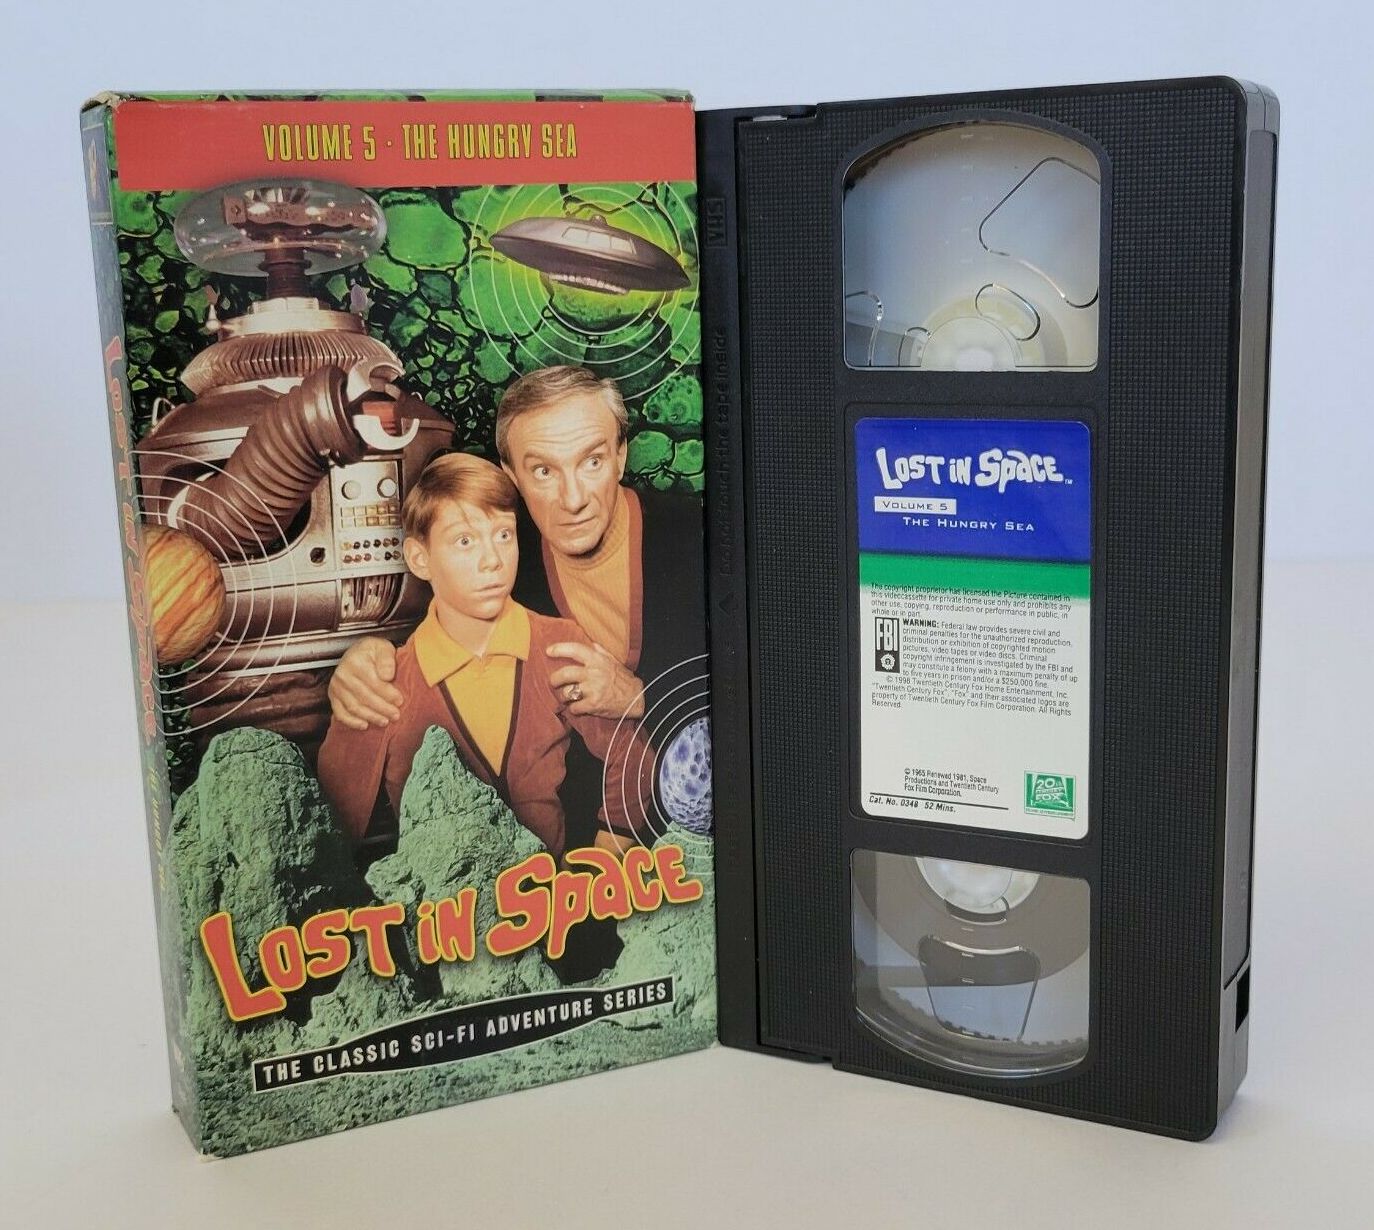 VOLUME 5 · THE HUNGRY SEA
LOST IN SPACE
THE CLASSIC SCI-FI ADVENTURE SERIES
LOST IN SPACE
VHS
Do not touch the tape inside
LOST IN SPACE™
VOLUME 5
THE HUNGRY SEA
The copyright proprietor has licensed the Picture contained in
this videocassette for private home use only and prohibits any
other use, copying, reproduction or performance in public, in
whole or in part.
FBI
WARNING: Federal law provides severe civil and
criminal penalties for the unauthorized reproduction,
distribution or exhibition of copyrighted motion
pictures, video tapes or video discs. Criminal
copyright infringement is investigated by the FBI and
may constitute a felony with a maximum penalty of up
to five years in prison and/or a $250,000 fine.
© 1998 Twentieth Century Fox Home Entertainment, Inc.
"Twentieth Century Fox", "Fox" and their associated logos are
property of Twentieth Century Fox Film Corporation. All Rights
Reserved.
© 1965 Renewed 1981, Space
Productions and Twentieth Century
Fox Film Corporation.
Cat. No. 0348 52 Mins.
20th
CENTURY
FOX